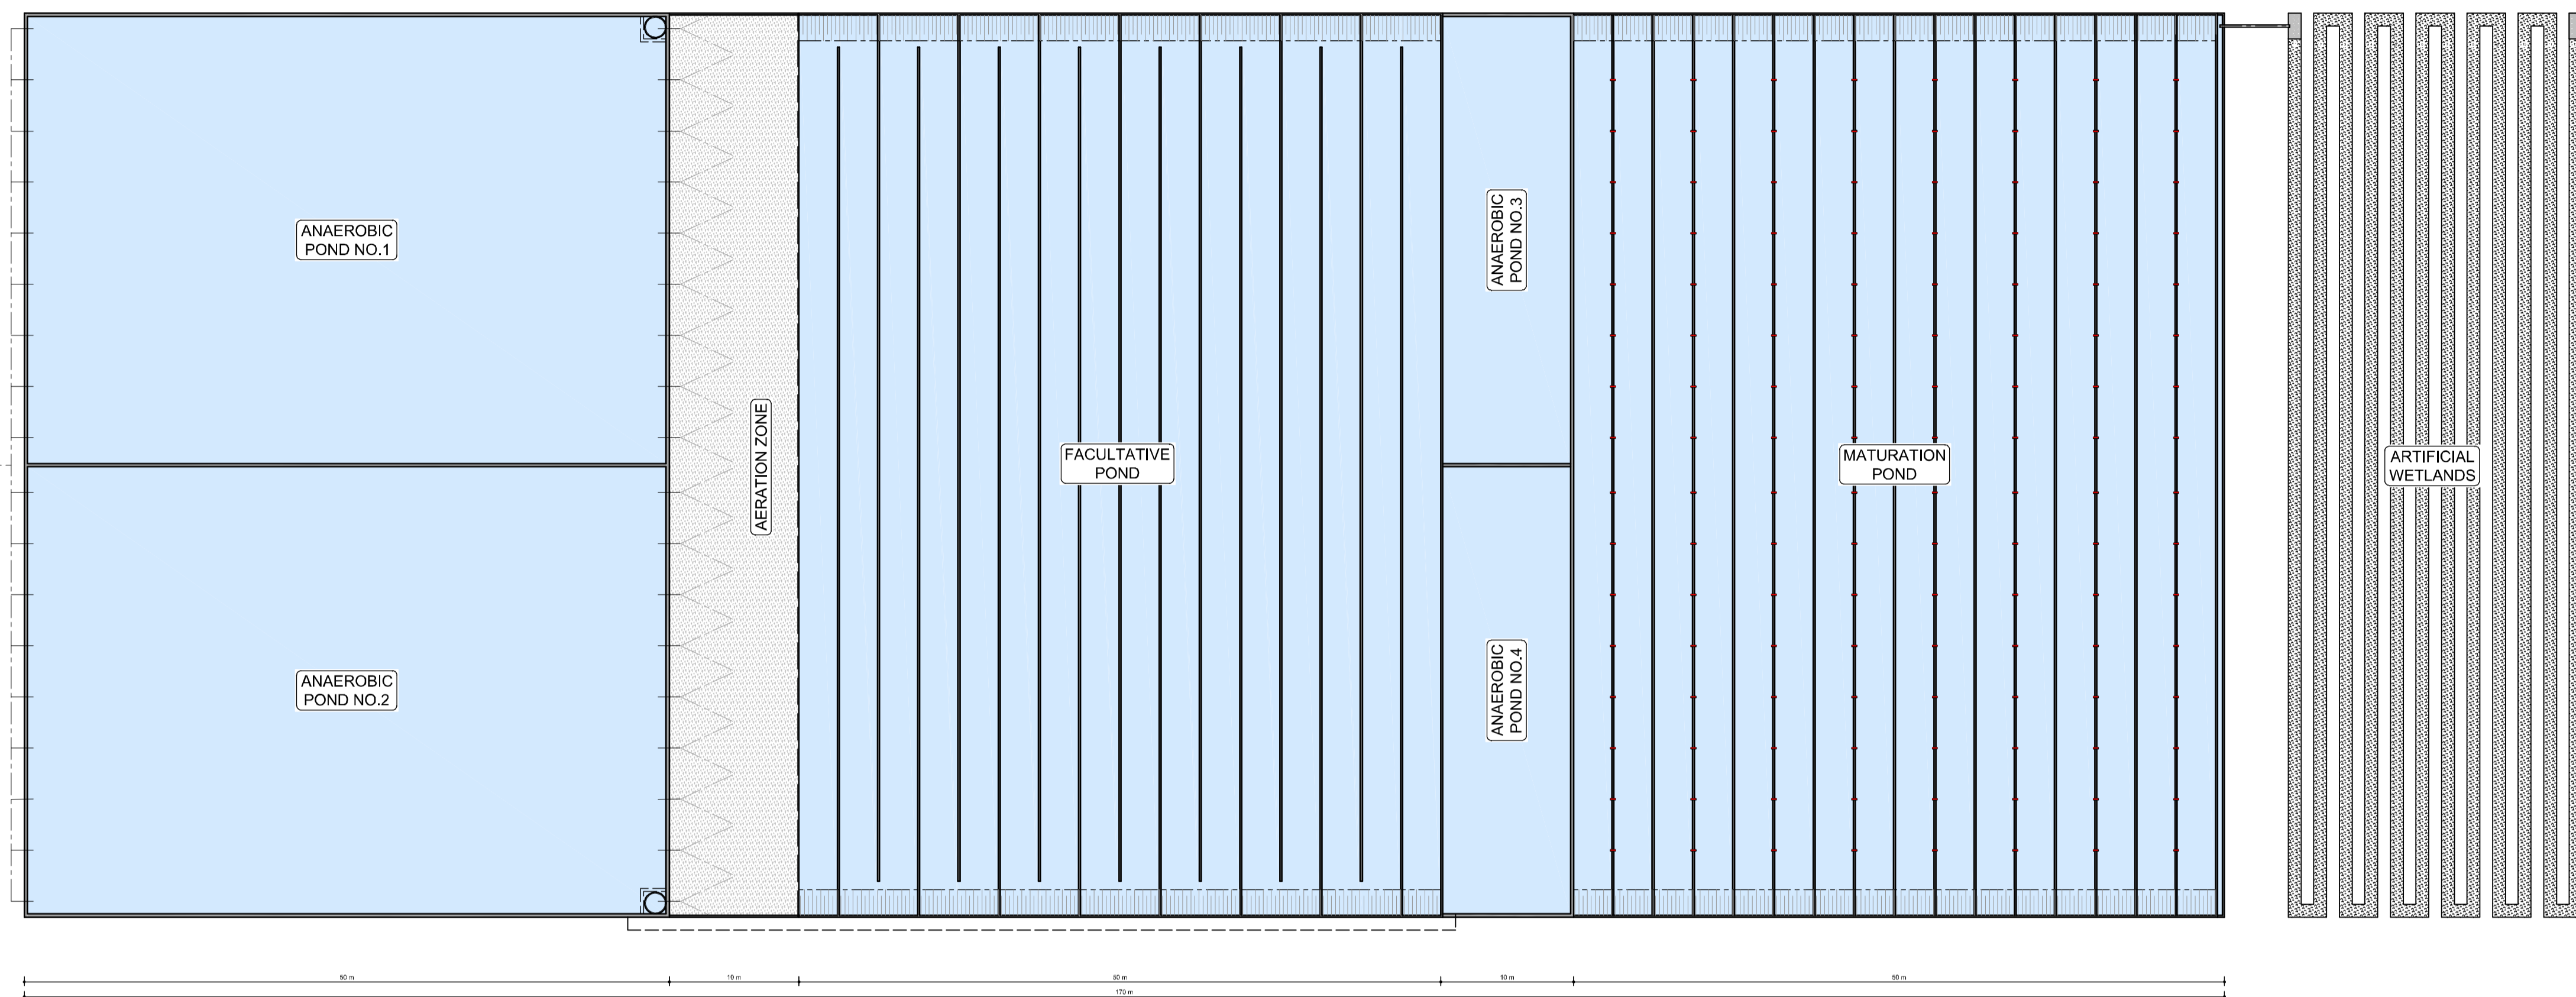 ANAEROBIC
POND NO.1
ANAEROBIC
POND NO.2
AERATION ZONE
FACULTATIVE
POND
ANAEROBIC
POND NO.3
ANAEROBIC
POND NO.4
MATURATION
POND
ARTIFICIAL
WETLANDS
50 m
10 m
50 m
10 m
50 m
170 m